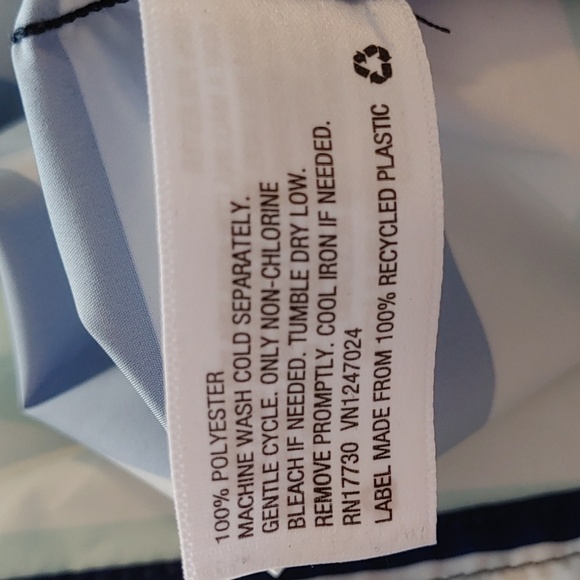 100% POLYESTER
MACHINE WASH COLD SEPARATELY.
GENTLE CYCLE. ONLY NON-CHLORINE
BLEACH IF NEEDED. TUMBLE DRY LOW.
REMOVE PROMPTLY. COOL IRON IF NEEDED.
RN17730 VN1247024
LABEL MADE FROM 100% RECYCLED PLASTIC